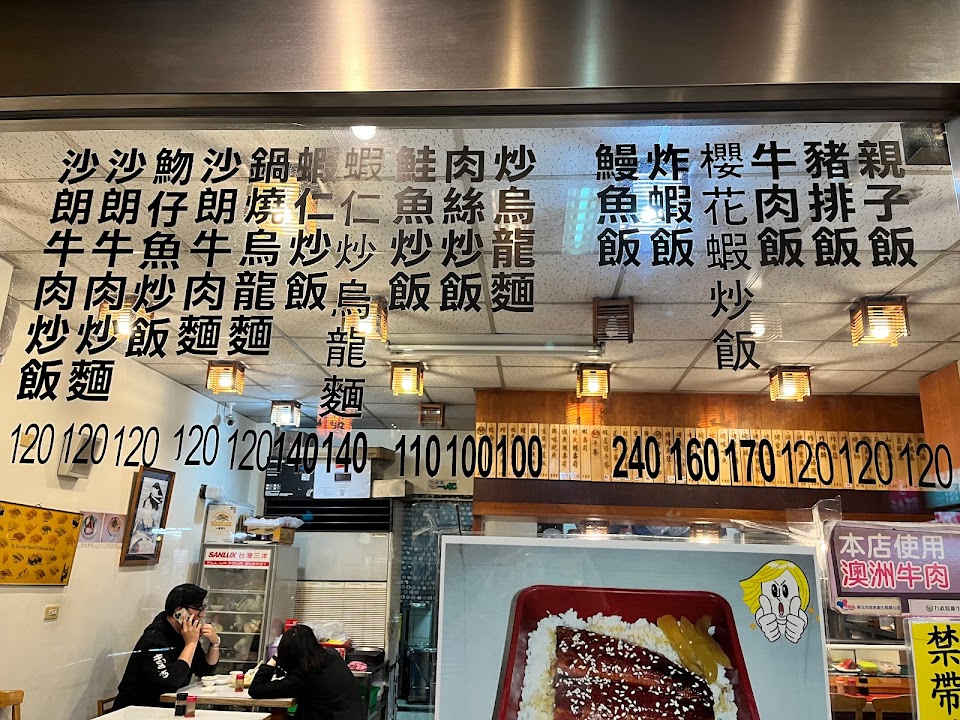 親子飯
120
豬排飯
120
牛肉飯
120
櫻花蝦炒飯
170
炸蝦飯
160
鰻魚飯
240
炒烏龍麵
100
肉絲炒飯
100
鮭魚炒飯
110
蝦仁炒烏龍麵
140
蝦仁炒飯
140
鍋燒烏龍麵
120
沙朗牛肉麵
120
魩仔魚炒飯
120
沙朗牛肉炒麵
120
沙朗牛肉炒飯
120
SANLUX 台灣三洋
本店使用
澳洲牛肉
禁帶